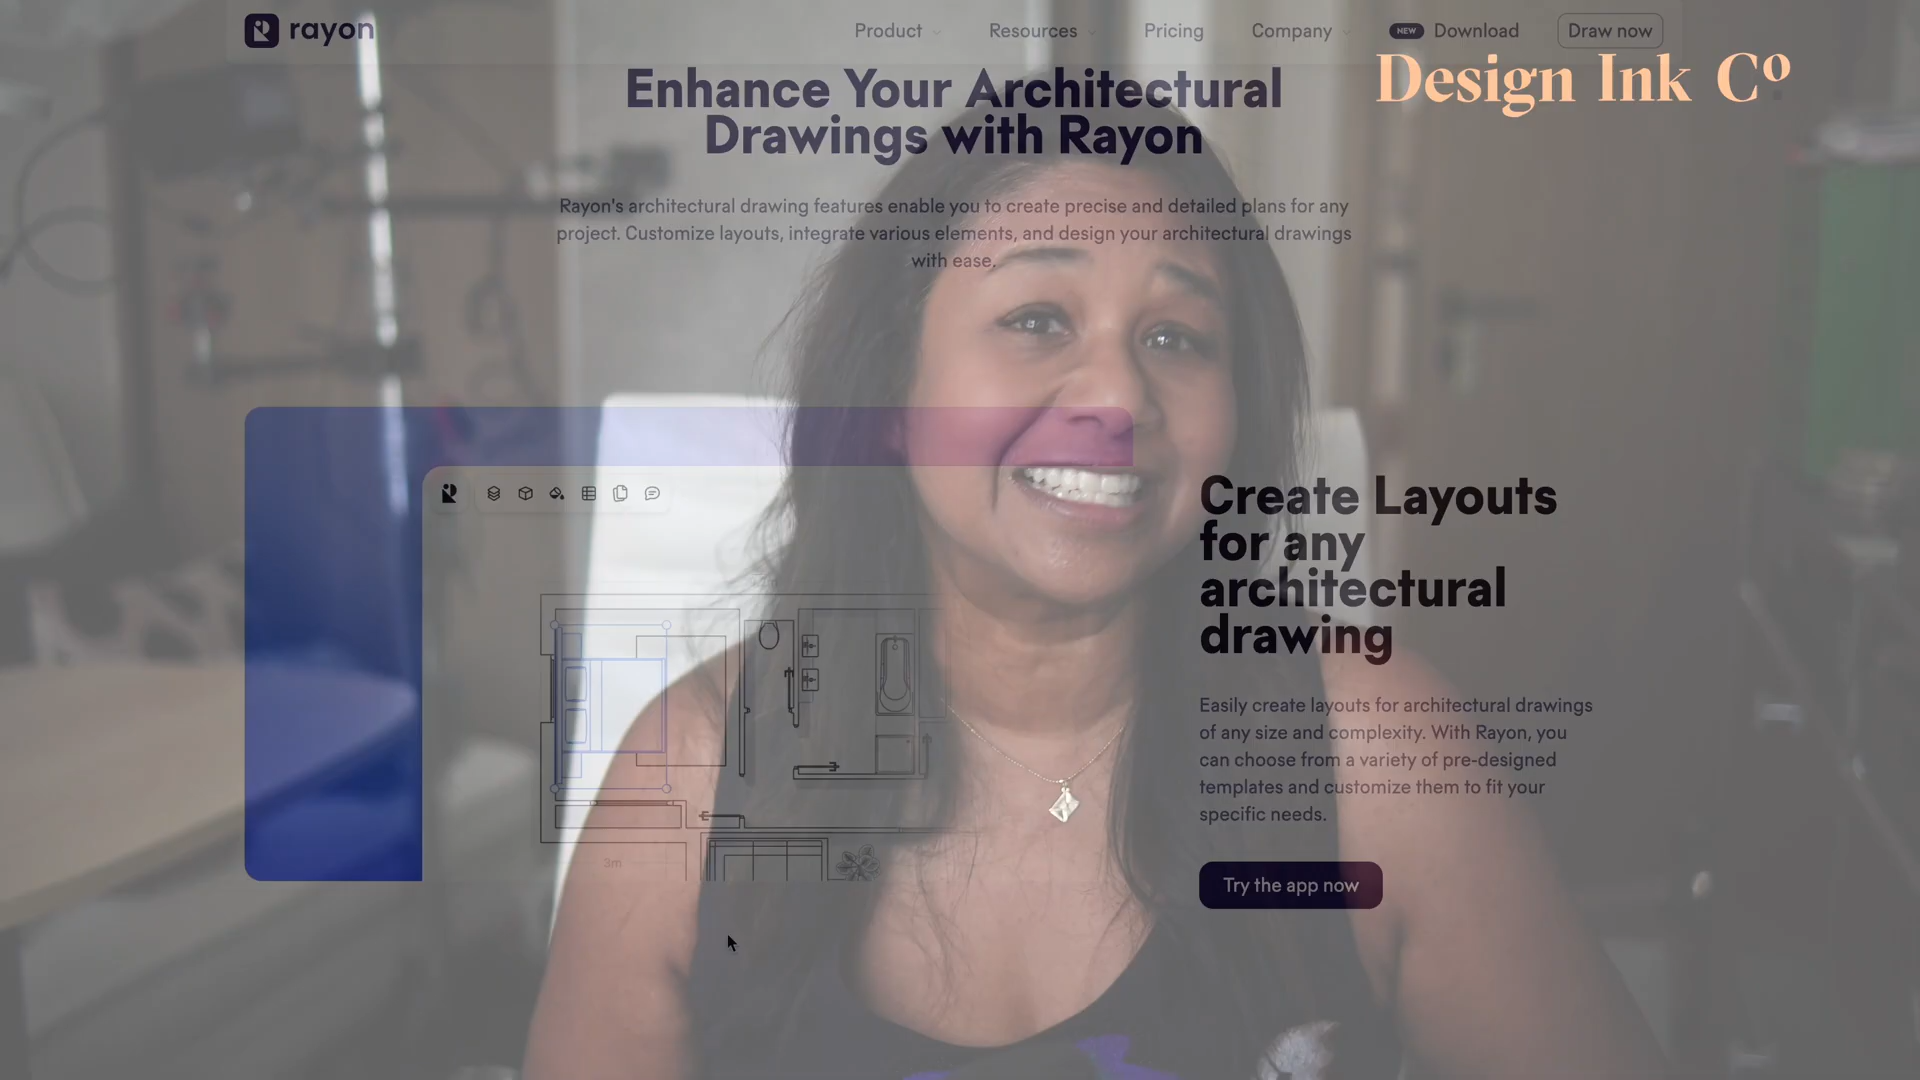 rayon
Product
Resources
Pricing
Company
NEW
Download
Draw now
Design Ink Cº
Enhance Your Architectural
Drawings with Rayon
Rayon's architectural drawing features enable you to create precise and detailed plans for any
project. Customize layouts, integrate various elements, and design your architectural drawings
with ease.
3m
Create Layouts
for any
architectural
drawing
Easily create layouts for architectural drawings
of any size and complexity. With Rayon, you
can choose from a variety of pre-designed
templates and customize them to fit your
specific needs.
Try the app now